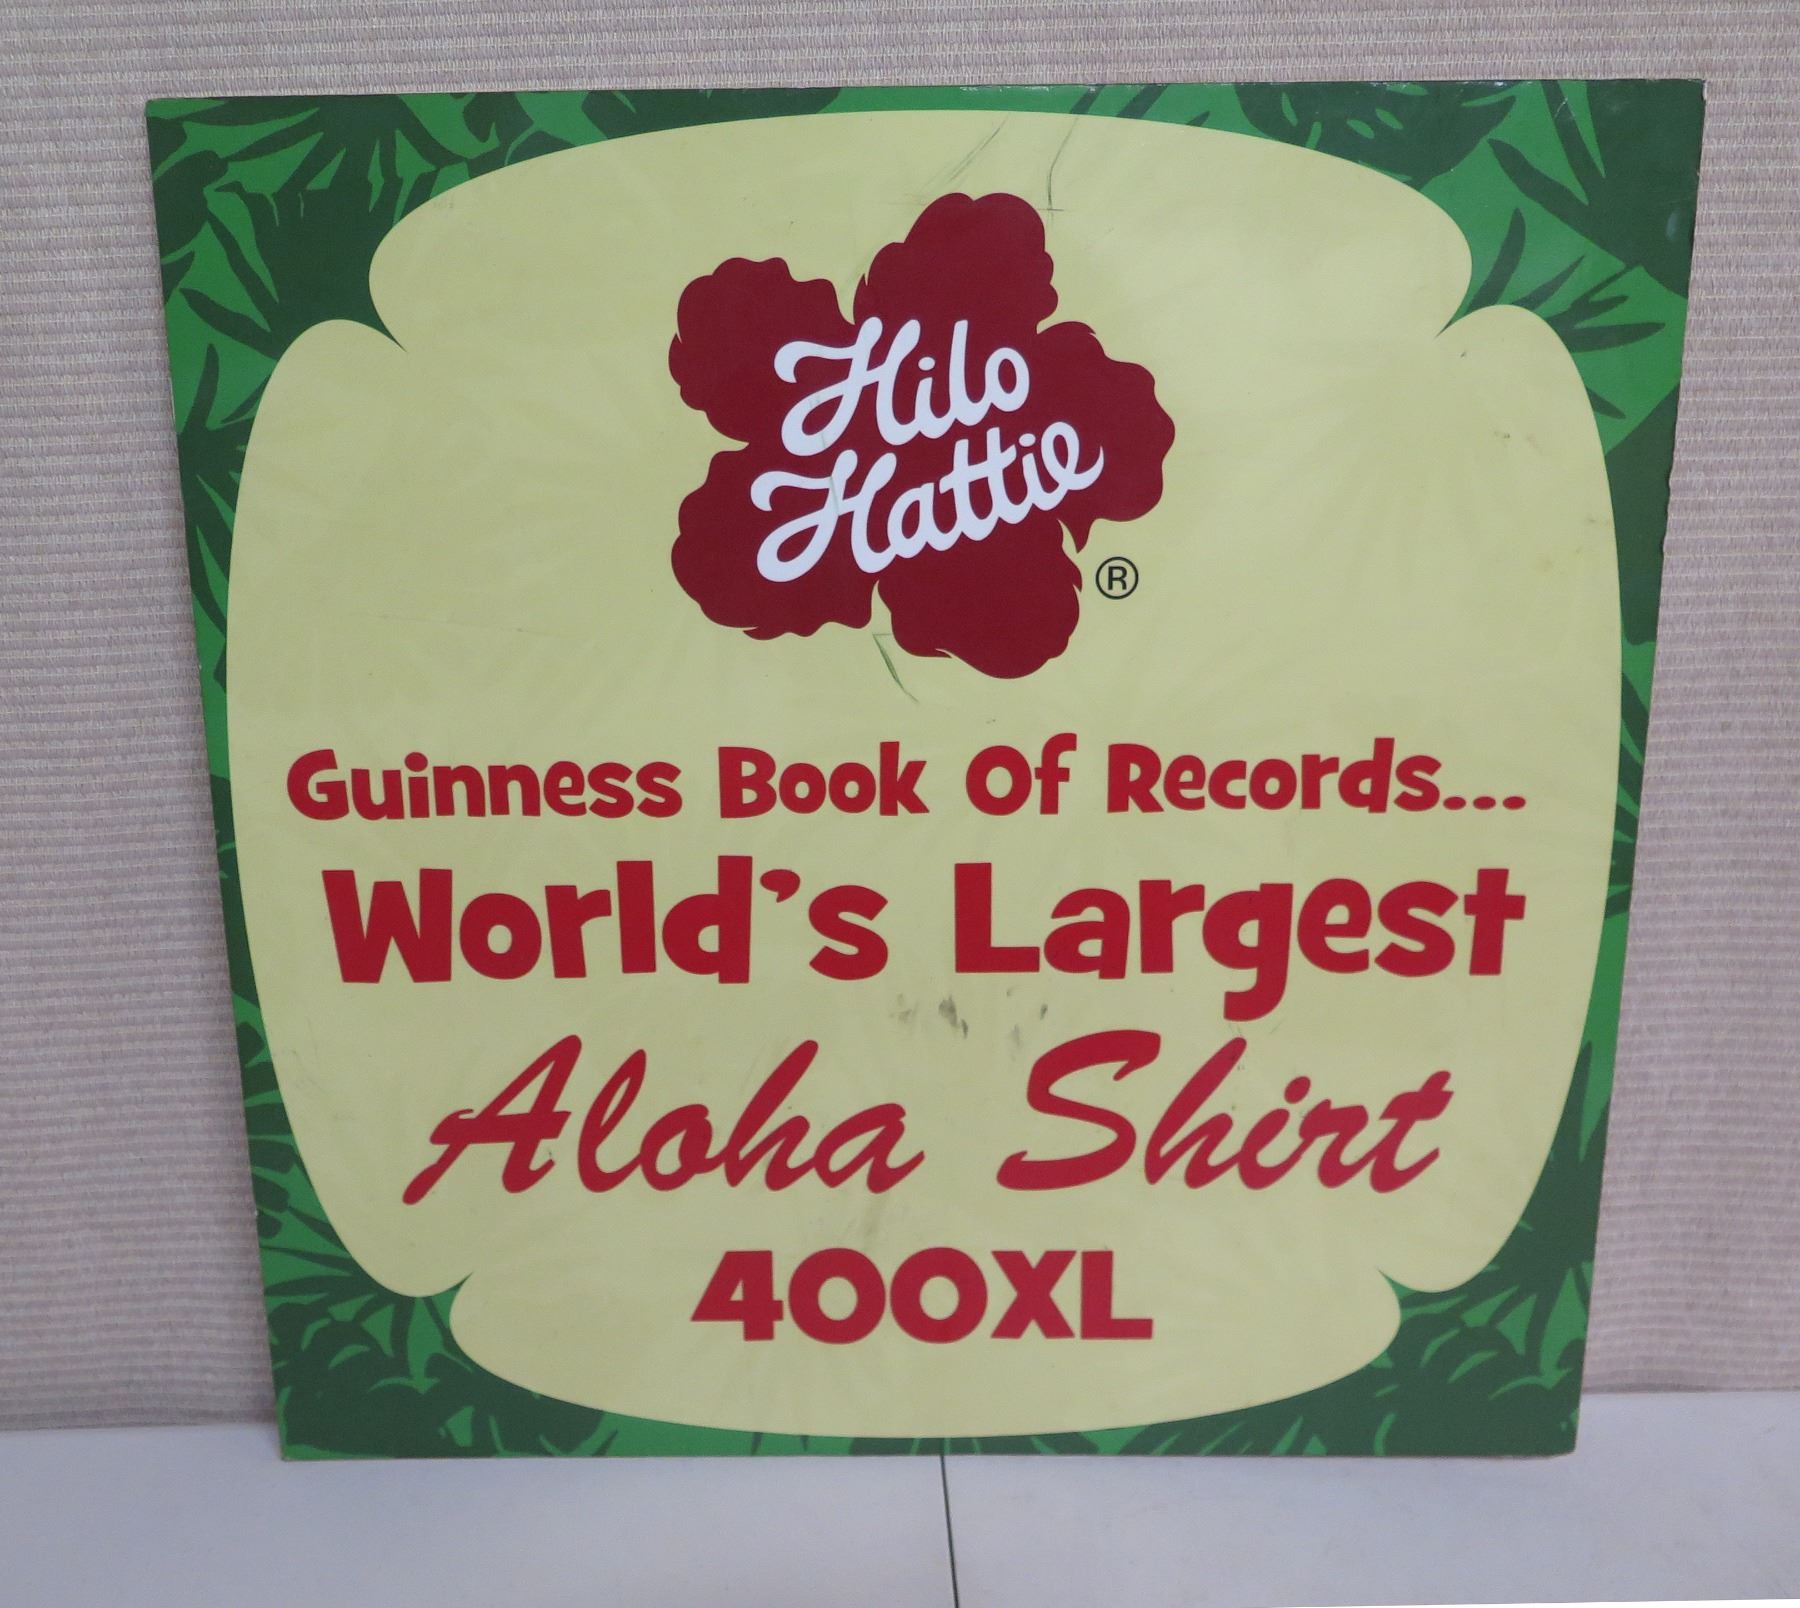 Hilo
Hattie
®
Guinness Book Of Records...
World's Largest
Aloha Shirt
400XL